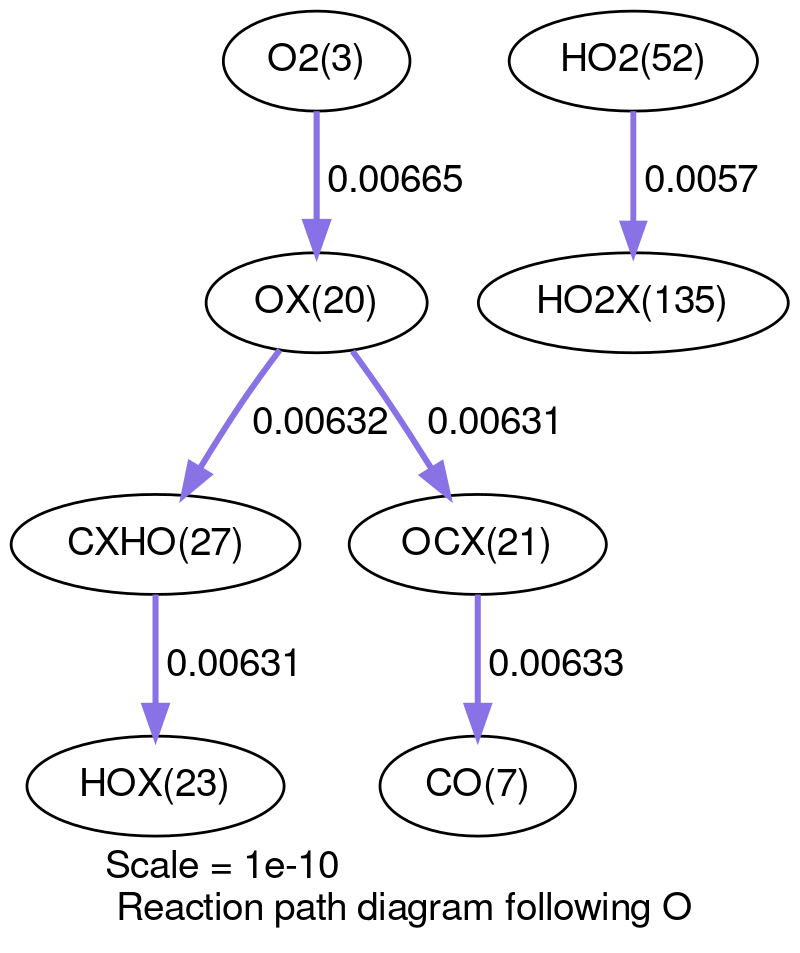 O2(3)
HO2(52)
0.00665
0.0057
OX(20)
HO2X(135)
0.00632
0.00631
CXHO(27)
OCX(21)
0.00631
0.00633
HOX(23)
CO(7)
Scale = 1e-10
Reaction path diagram following O